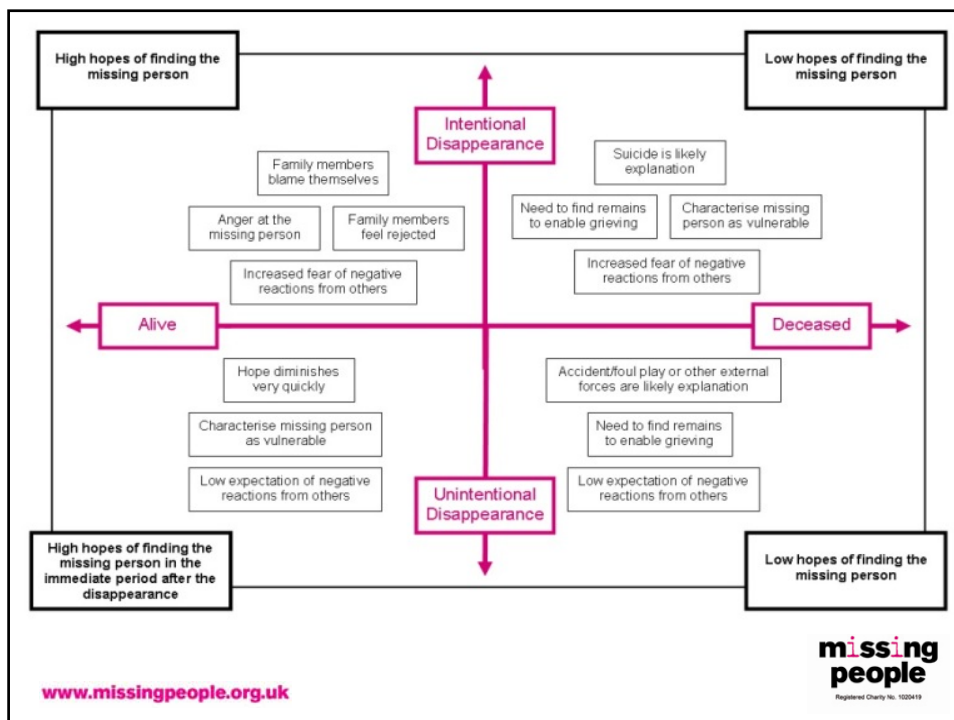 High hopes of finding the
missing person
Low hopes of finding the
missing person
Intentional
Disappearance
Family members
blame themselves
Anger at the
missing person
Family members
feel rejected
Increased fear of negative
reactions from others
Suicide is likely
explanation
Need to find remains
to enable grieving
Characterise missing
person as vulnerable
Increased fear of negative
reactions from others
Alive
Deceased
Hope diminishes
very quickly
Characterise missing person
as vulnerable
Low expectation of negative
reactions from others
Accident/foul play or other external
forces are likely explanation
Need to find remains
to enable grieving
Low expectation of negative
reactions from others
Unintentional
Disappearance
High hopes of finding the
missing person in the
immediate period after the
disappearance
Low hopes of finding the
missing person
www.missingpeople.org.uk
missing
people
Registered Charity No. 1020419